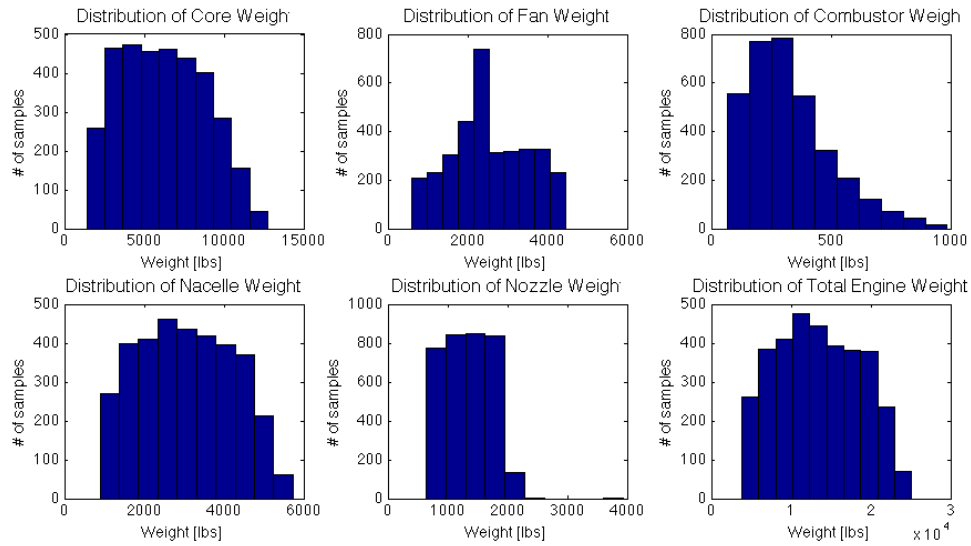 Distribution of Core Weigh
500
400
300
200
100
0
# of samples
0 5000 10000 15000
Weight [lbs]
Distribution of Fan Weight
800
600
400
200
0
# of samples
0 2000 4000 6000
Weight [lbs]
Distribution of Combustor Weigh
800
600
400
200
0
# of samples
0 500 1000
Weight [lbs]
Distribution of Nacelle Weight
500
400
300
200
100
0
# of samples
0 2000 4000 6000
Weight [lbs]
Distribution of Nozzle Weigh
1000
800
600
400
200
0
# of samples
0 1000 2000 3000 4000
Weight [lbs]
Distribution of Total Engine Weight
500
400
300
200
100
0
# of samples
0 1 2 3
Weight [lbs]
x 10^4